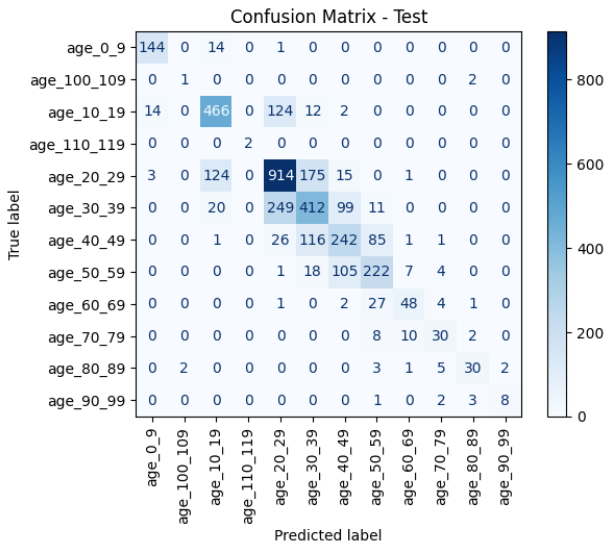 Confusion Matrix - Test
True label
age_0_9 144 0 14 0 1 0 0 0 0 0 0 0
age_100_109 0 1 0 0 0 0 0 0 0 0 2 0
age_10_19 14 0 466 0 124 12 2 0 0 0 0 0
age_110_119 0 0 0 2 0 0 0 0 0 0 0 0
age_20_29 3 0 124 0 914 175 15 0 1 0 0 0
age_30_39 0 0 20 0 249 412 99 11 0 0 0 0
age_40_49 0 0 1 0 26 116 242 85 1 1 0 0
age_50_59 0 0 0 0 1 18 105 222 7 4 0 0
age_60_69 0 0 0 0 1 0 2 27 48 4 1 0
age_70_79 0 0 0 0 0 0 0 8 10 30 2 0
age_80_89 0 2 0 0 0 0 0 3 1 5 30 2
age_90_99 0 0 0 0 0 0 0 1 0 2 3 8
age_0_9 age_100_109 age_10_19 age_110_119 age_20_29 age_30_39 age_40_49 age_50_59 age_60_69 age_70_79 age_80_89 age_90_99
Predicted label
800
600
400
200
0